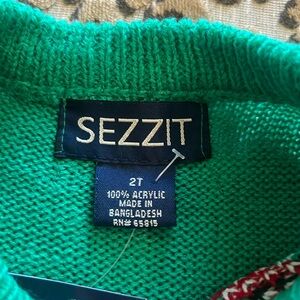 SEZZIT
2T
100% ACRYLIC
MADE IN
BANGLADESH
RN# 65815